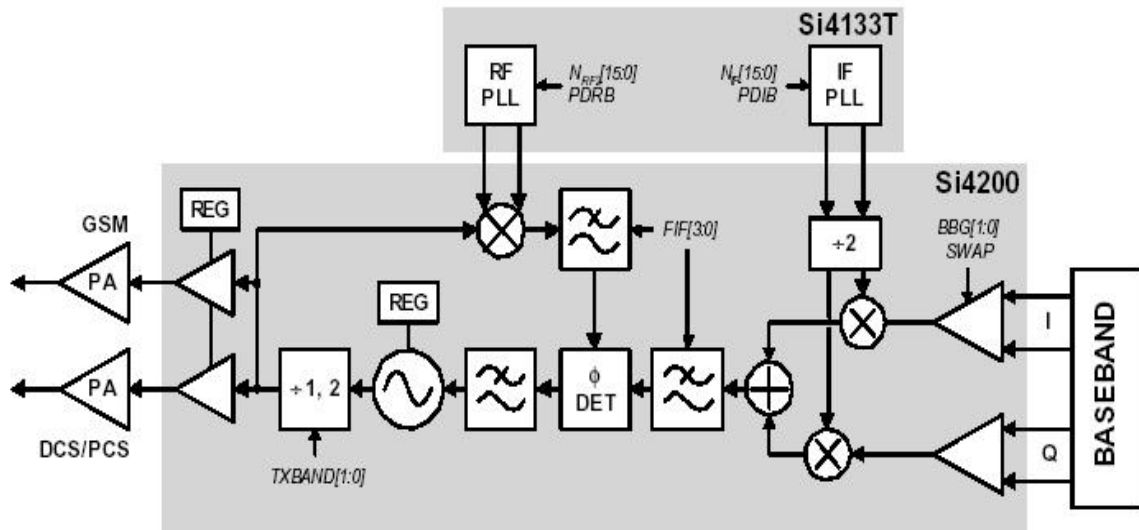 Si4133T
RF
PLL
N_RF2[15:0]
PDRB
N_IF[15:0]
PDIB
IF
PLL
Si4200
REG
GSM
PA
FIF[3:0]
÷2
BBG[1:0]
SWAP
REG
I
PA
÷1, 2
ϕ
DET
DCS/PCS
TXBAND[1:0]
Q
BASEBAND